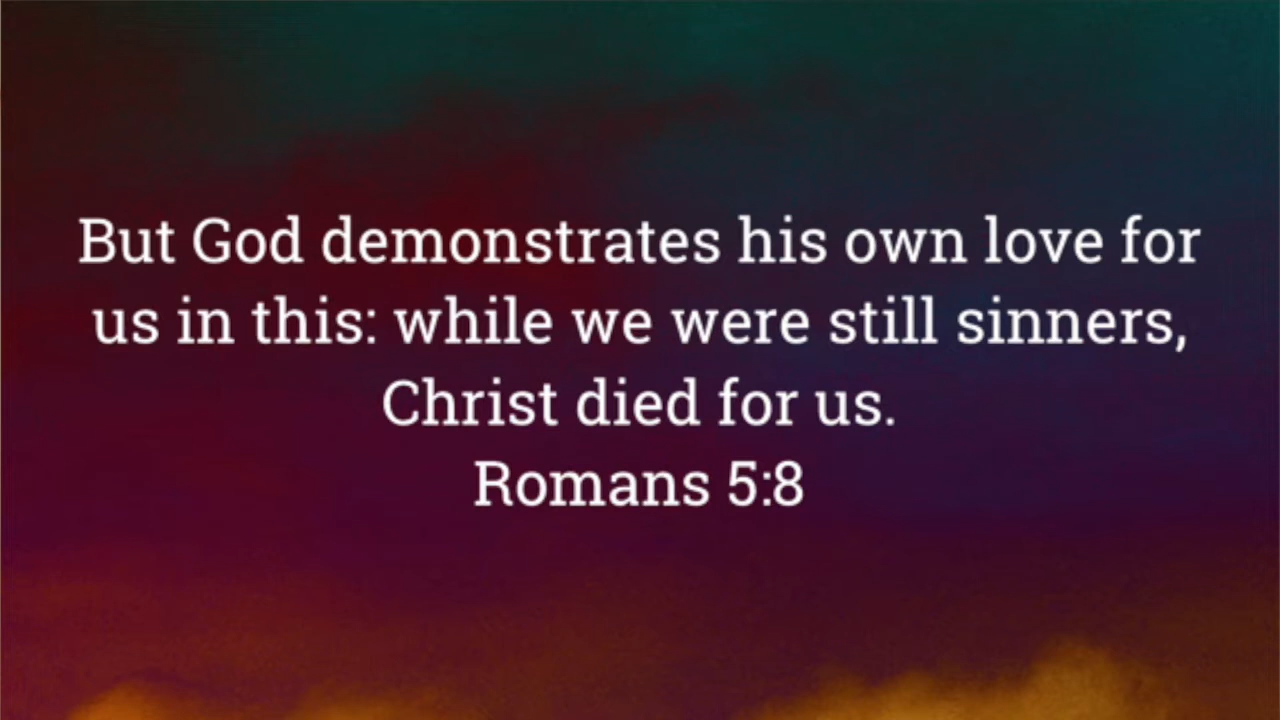 But God demonstrates his own love for
us in this: while we were still sinners,
Christ died for us.
Romans 5:8